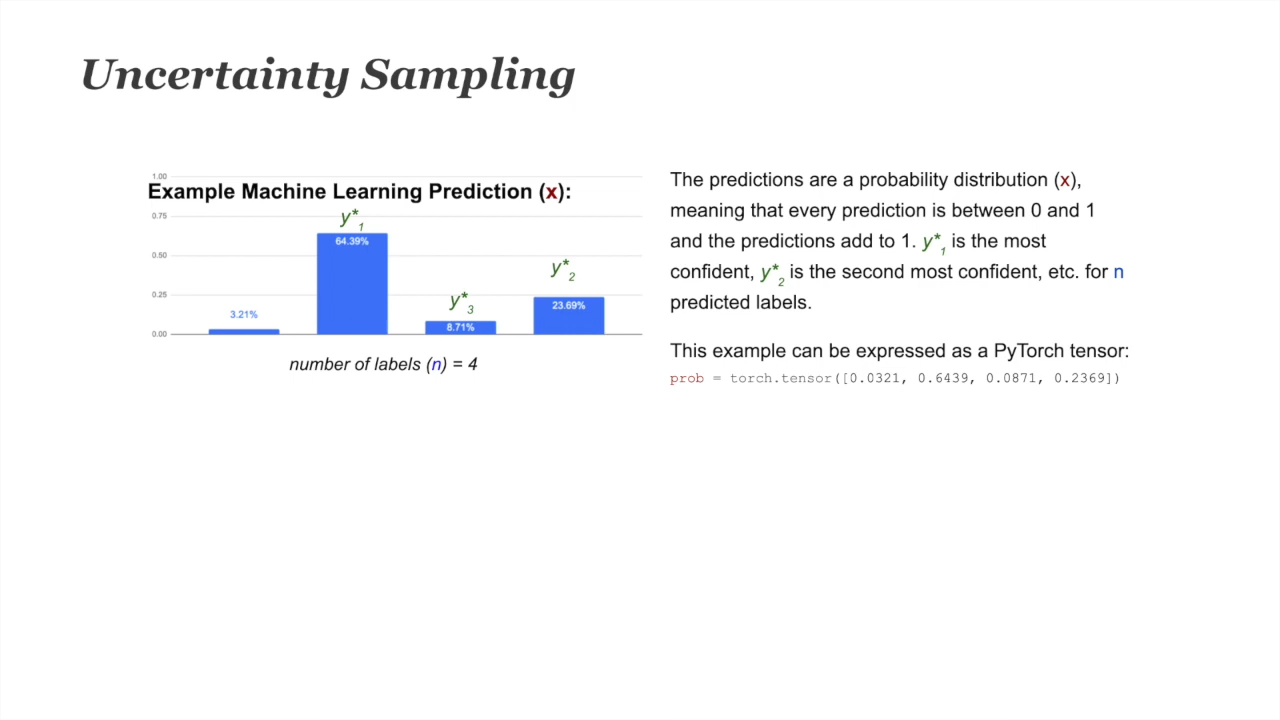 Uncertainty Sampling
1.00
Example Machine Learning Prediction (x):
0.75
0.50
0.25
0.00
3.21%
y*1
64.39%
y*3
8.71%
y*2
23.69%
number of labels (n) = 4
The predictions are a probability distribution (x),
meaning that every prediction is between 0 and 1
and the predictions add to 1. y*1 is the most
confident, y*2 is the second most confident, etc. for n
predicted labels.
This example can be expressed as a PyTorch tensor:
prob = torch.tensor([0.0321, 0.6439, 0.0871, 0.2369])